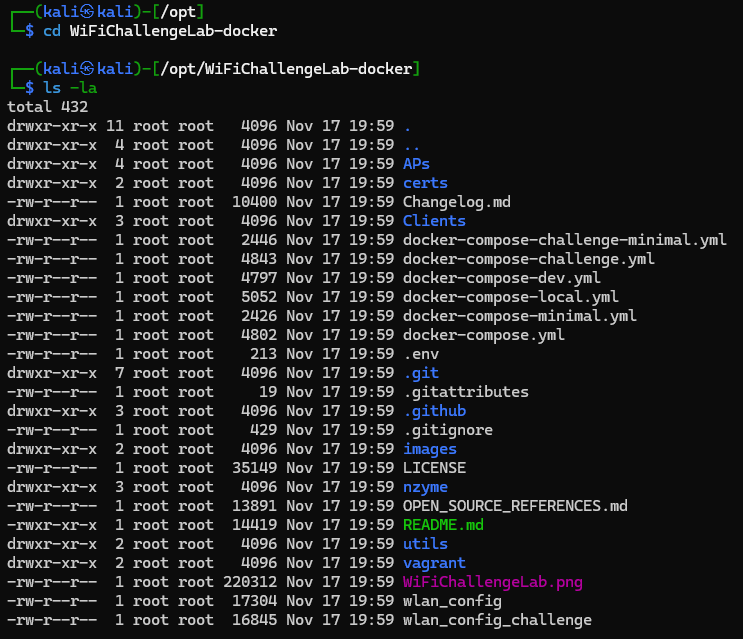 ┌──(kali㉿kali)-[/opt]
└─$ cd WiFiChallengeLab-docker
┌──(kali㉿kali)-[/opt/WiFiChallengeLab-docker]
└─$ ls -la
total 432
drwxr-xr-x 11 root root   4096 Nov 17 19:59 .
drwxr-xr-x  4 root root   4096 Nov 17 19:59 ..
drwxr-xr-x  4 root root   4096 Nov 17 19:59 APs
drwxr-xr-x  2 root root   4096 Nov 17 19:59 certs
-rw-r--r--  1 root root  10400 Nov 17 19:59 Changelog.md
drwxr-xr-x  3 root root   4096 Nov 17 19:59 Clients
-rw-r--r--  1 root root   2446 Nov 17 19:59 docker-compose-challenge-minimal.yml
-rw-r--r--  1 root root   4843 Nov 17 19:59 docker-compose-challenge.yml
-rw-r--r--  1 root root   4797 Nov 17 19:59 docker-compose-dev.yml
-rw-r--r--  1 root root   5052 Nov 17 19:59 docker-compose-local.yml
-rw-r--r--  1 root root   2426 Nov 17 19:59 docker-compose-minimal.yml
-rw-r--r--  1 root root   4802 Nov 17 19:59 docker-compose.yml
-rw-r--r--  1 root root    213 Nov 17 19:59 .env
drwxr-xr-x  7 root root   4096 Nov 17 19:59 .git
-rw-r--r--  1 root root     19 Nov 17 19:59 .gitattributes
drwxr-xr-x  3 root root   4096 Nov 17 19:59 .github
-rw-r--r--  1 root root    429 Nov 17 19:59 .gitignore
drwxr-xr-x  2 root root   4096 Nov 17 19:59 images
-rw-r--r--  1 root root  35149 Nov 17 19:59 LICENSE
drwxr-xr-x  3 root root   4096 Nov 17 19:59 nzyme
-rw-r--r--  1 root root  13891 Nov 17 19:59 OPEN_SOURCE_REFERENCES.md
-rw-r--r--  1 root root  14419 Nov 17 19:59 README.md
drwxr-xr-x  2 root root   4096 Nov 17 19:59 utils
drwxr-xr-x  2 root root   4096 Nov 17 19:59 vagrant
-rw-r--r--  1 root root 220312 Nov 17 19:59 WiFiChallengeLab.png
-rw-r--r--  1 root root  17304 Nov 17 19:59 wlan_config
-rw-r--r--  1 root root  16845 Nov 17 19:59 wlan_config_challenge